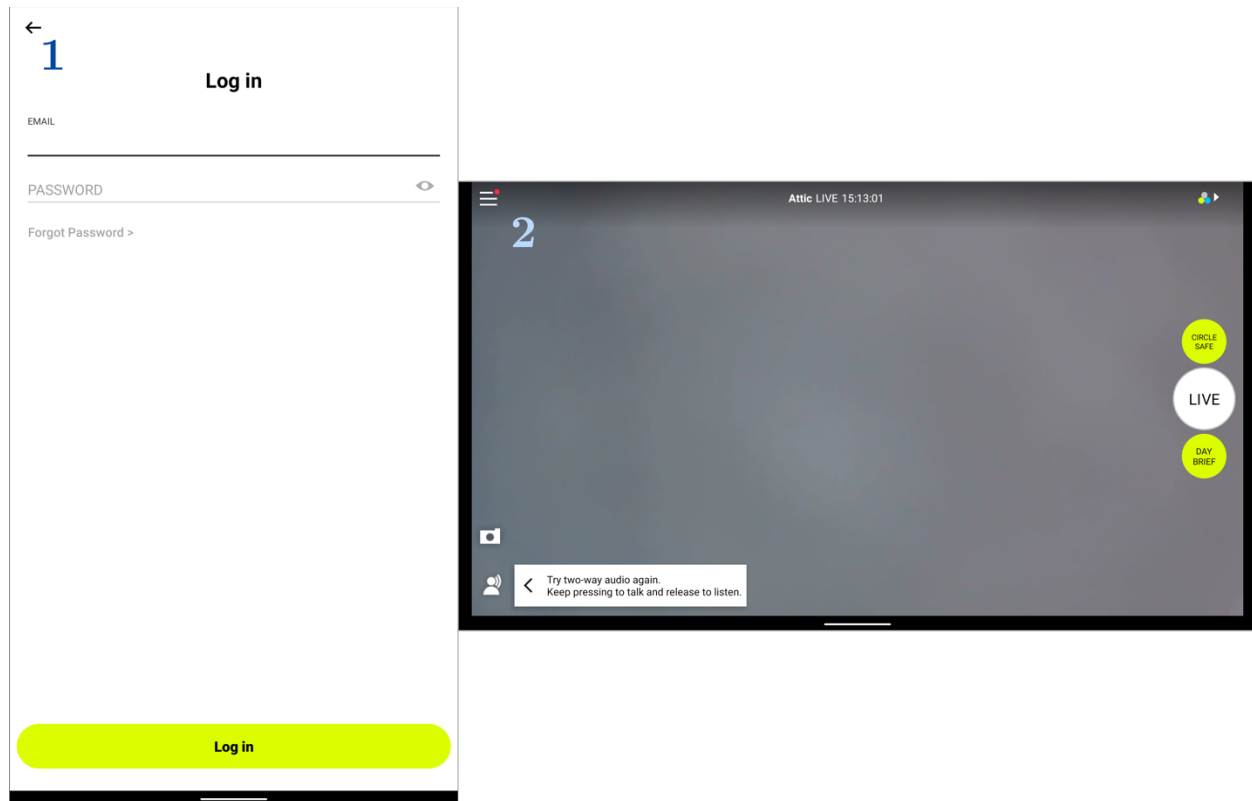 1
Log in
EMAIL
PASSWORD
Forgot Password >
Log in
Attic LIVE 15:13:01
2
CIRCLE
SAFE
LIVE
DAY
BRIEF
Try two-way audio again.
Keep pressing to talk and release to listen.